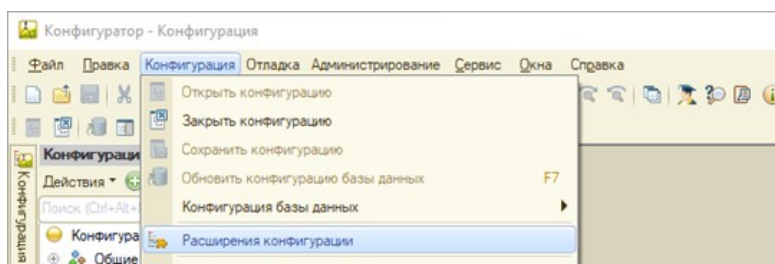 Конфигуратор - Конфигурация
Файл Правка Конфигурация Отладка Администрирование Сервис Окна Справка
Открыть конфигурацию
Закрыть конфигурацию
Сохранить конфигурацию
Обновить конфигурацию базы данных F7
Конфигурация базы данных
Расширения конфигурации
Конфигураци
Действия
Поиск (Ctrl+Alt+
Конфигура
Общие
Конфигурация